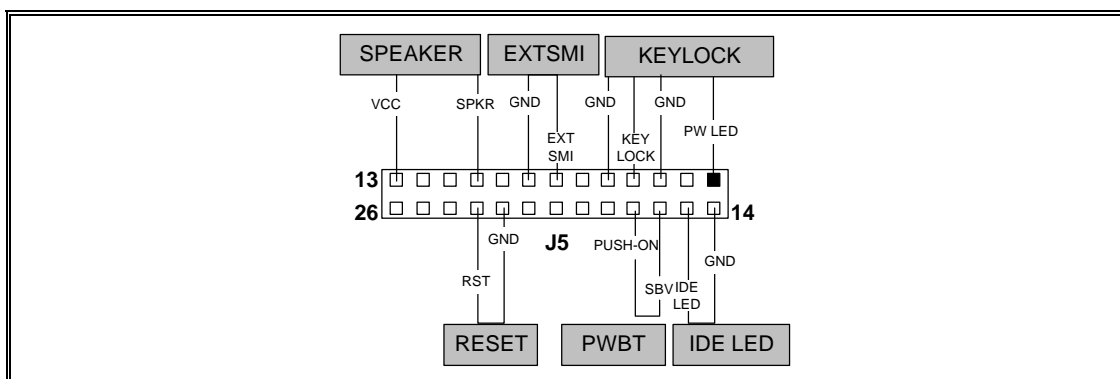 SPEAKER EXTSMI KEYLOCK
VCC SPKR GND GND GND
EXT SMI
KEY LOCK
PW LED
13
26
14
J5
GND
PUSH-ON
GND
RST
SBV
IDE LED
RESET PWBT IDE LED